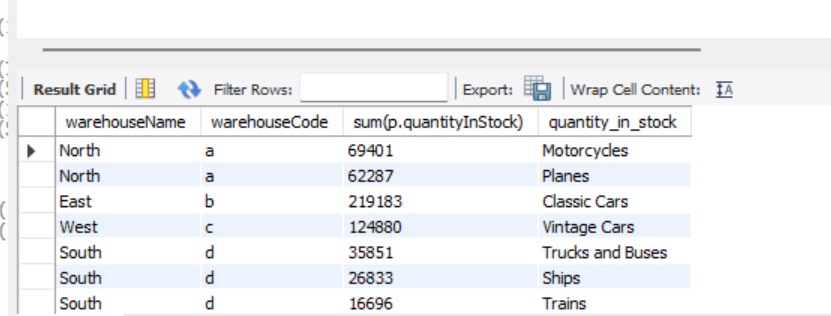 Result Grid Filter Rows: Export: Wrap Cell Content:
warehouseName warehouseCode sum(p.quantityInStock) quantity_in_stock
North a 69401 Motorcycles
North a 62287 Planes
East b 219183 Classic Cars
West c 124880 Vintage Cars
South d 35851 Trucks and Buses
South d 26833 Ships
South d 16696 Trains